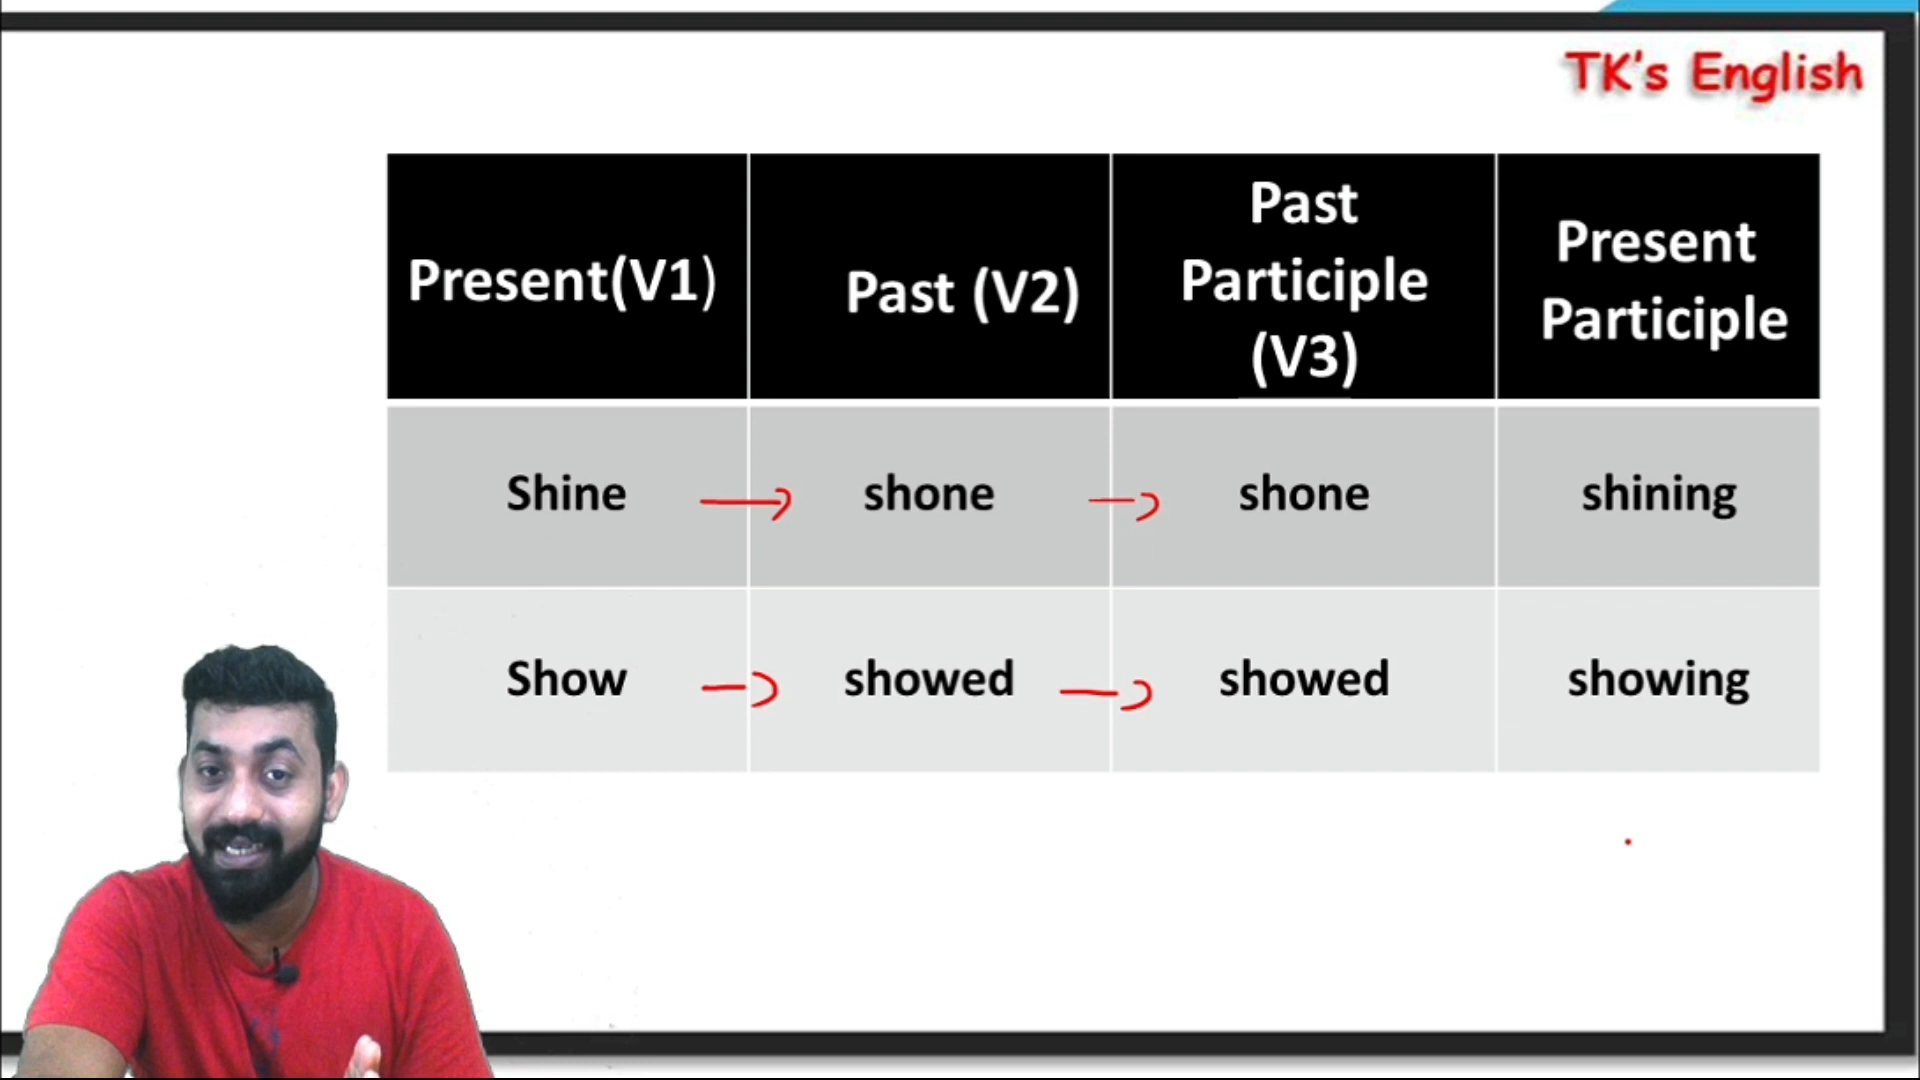 TK's English
Present(V1)
Past (V2)
Past
Participle
(V3)
Present
Participle
Shine
shone
shone
shining
Show
showed
showed
showing